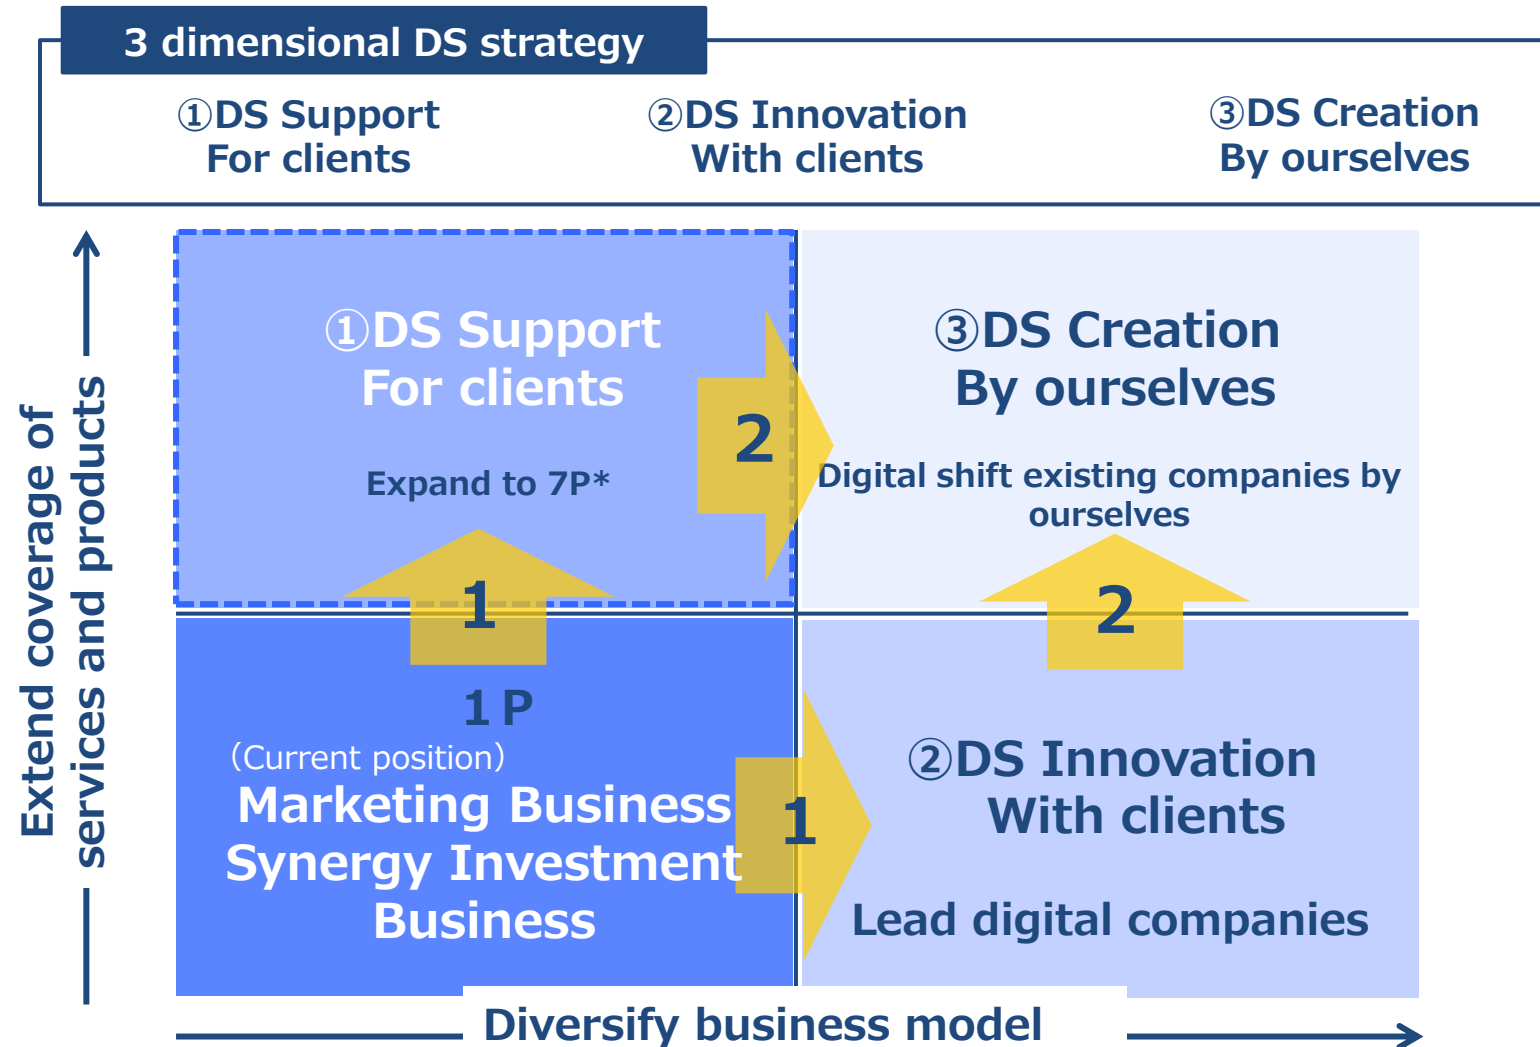 3 dimensional DS strategy
①DS Support
For clients
②DS Innovation
With clients
③DS Creation
By ourselves
Extend coverage of
services and products
①DS Support
For clients
Expand to 7P*
2
③DS Creation
By ourselves
Digital shift existing companies by
ourselves
1
2
1 P
（Current position）
Marketing Business
Synergy Investment
Business
1
②DS Innovation
With clients
Lead digital companies
Diversify business model